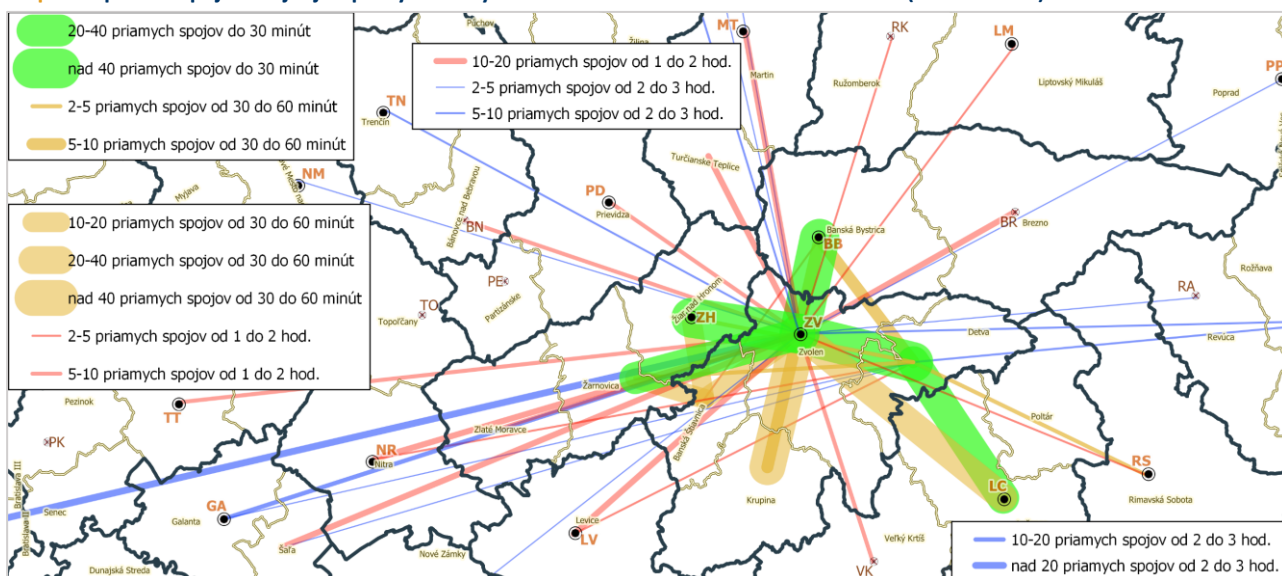 20-40 priamych spojov do 30 minút
nad 40 priamych spojov do 30 minút
2-5 priamych spojov od 30 do 60 minút
5-10 priamych spojov od 30 do 60 minút
10-20 priamych spojov od 1 do 2 hod.
2-5 priamych spojov od 2 do 3 hod.
5-10 priamych spojov od 2 do 3 hod.
10-20 priamych spojov od 30 do 60 minút
20-40 priamych spojov od 30 do 60 minút
nad 40 priamych spojov od 30 do 60 minút
2-5 priamych spojov od 1 do 2 hod.
5-10 priamych spojov od 1 do 2 hod.
Púchov
Žilina
MT
Martin
RK
Ružomberok
LM
Liptovský Mikuláš
PP
Poprad
TN
Trenčín
Turčianske Teplice
NM
Myjava
PD
Prievidza
BN
Bánovce nad Bebravou
Banská Bystrica
BB
BR
Brezno
Rožňava
PE
Partizánske
TO
Topoľčany
Žiar nad Hronom
ZH
ZV
Zvolen
Detva
RA
Revúca
Žarnovica
Pezinok
TT
PK
Zlaté Moravce
Banská Štiavnica
Poltár
NR
Nitra
Krupina
LC
RS
Rimavská Sobota
Bratislava III
Senec
GA
Galanta
Šaľa
Levice
LV
Nové Zámky
Dunajská Streda
Veľký Krtíš
VK
10-20 priamych spojov od 2 do 3 hod.
nad 20 priamych spojov od 2 do 3 hod.